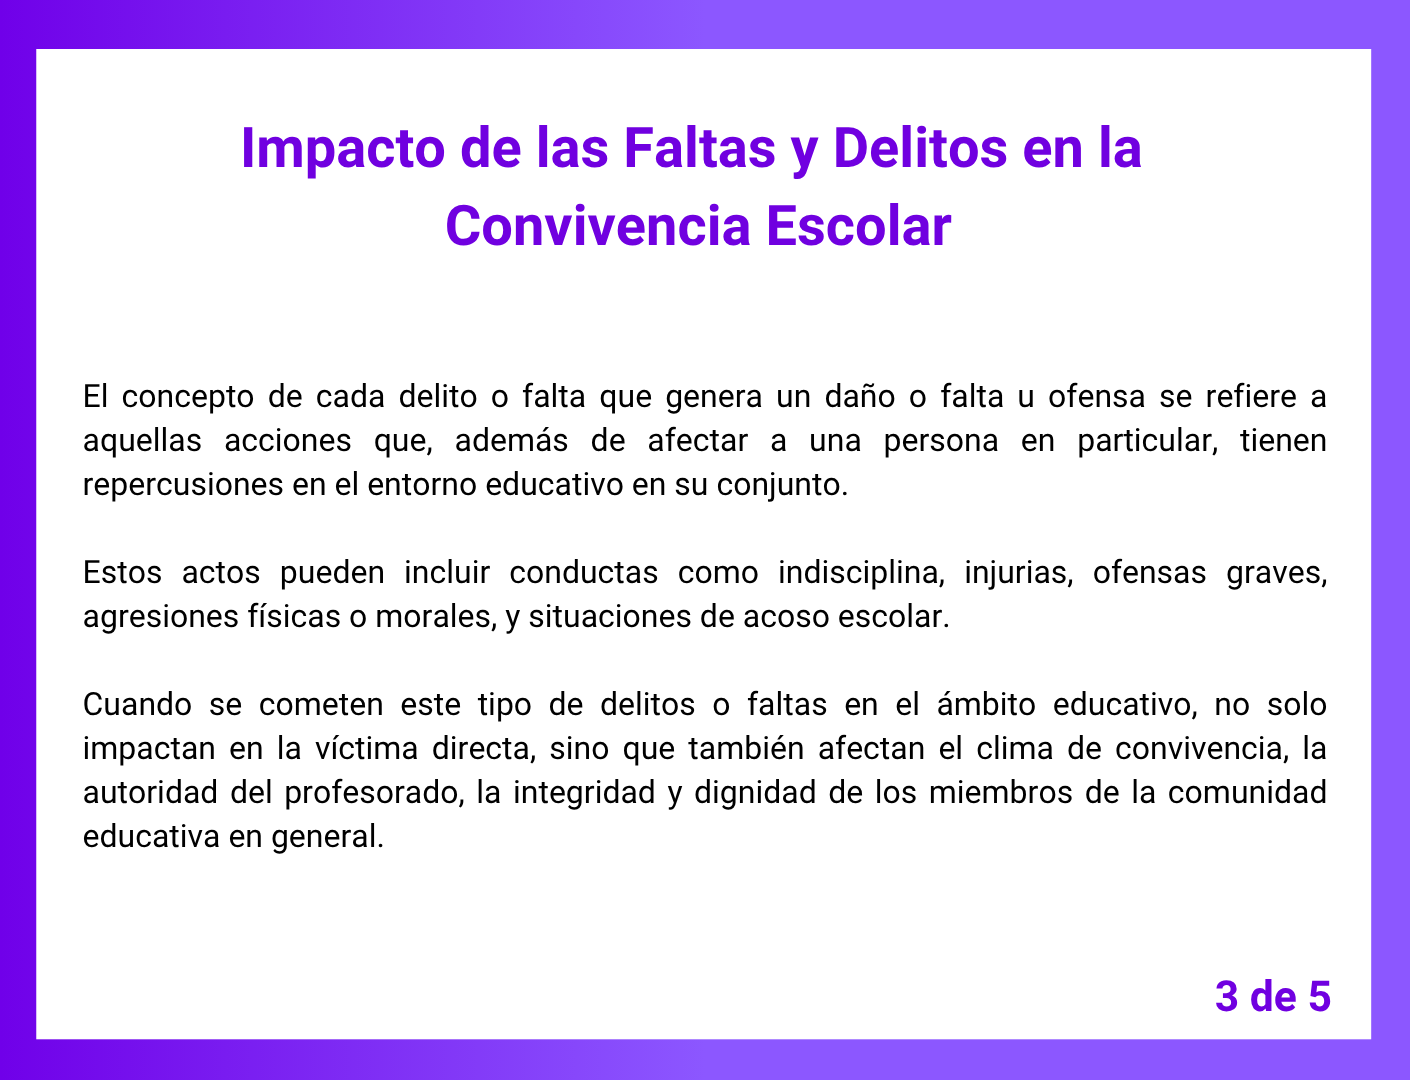 Impacto de las Faltas y Delitos en la
Convivencia Escolar
El concepto de cada delito o falta que genera un daño o falta u ofensa se refiere a
aquellas acciones que, además de afectar a una persona en particular, tienen
repercusiones en el entorno educativo en su conjunto.
Estos actos pueden incluir conductas como indisciplina, injurias, ofensas graves,
agresiones físicas o morales, y situaciones de acoso escolar.
Cuando se cometen este tipo de delitos o faltas en el ámbito educativo, no solo
impactan en la víctima directa, sino que también afectan el clima de convivencia, la
autoridad del profesorado, la integridad y dignidad de los miembros de la comunidad
educativa en general.
3 de 5